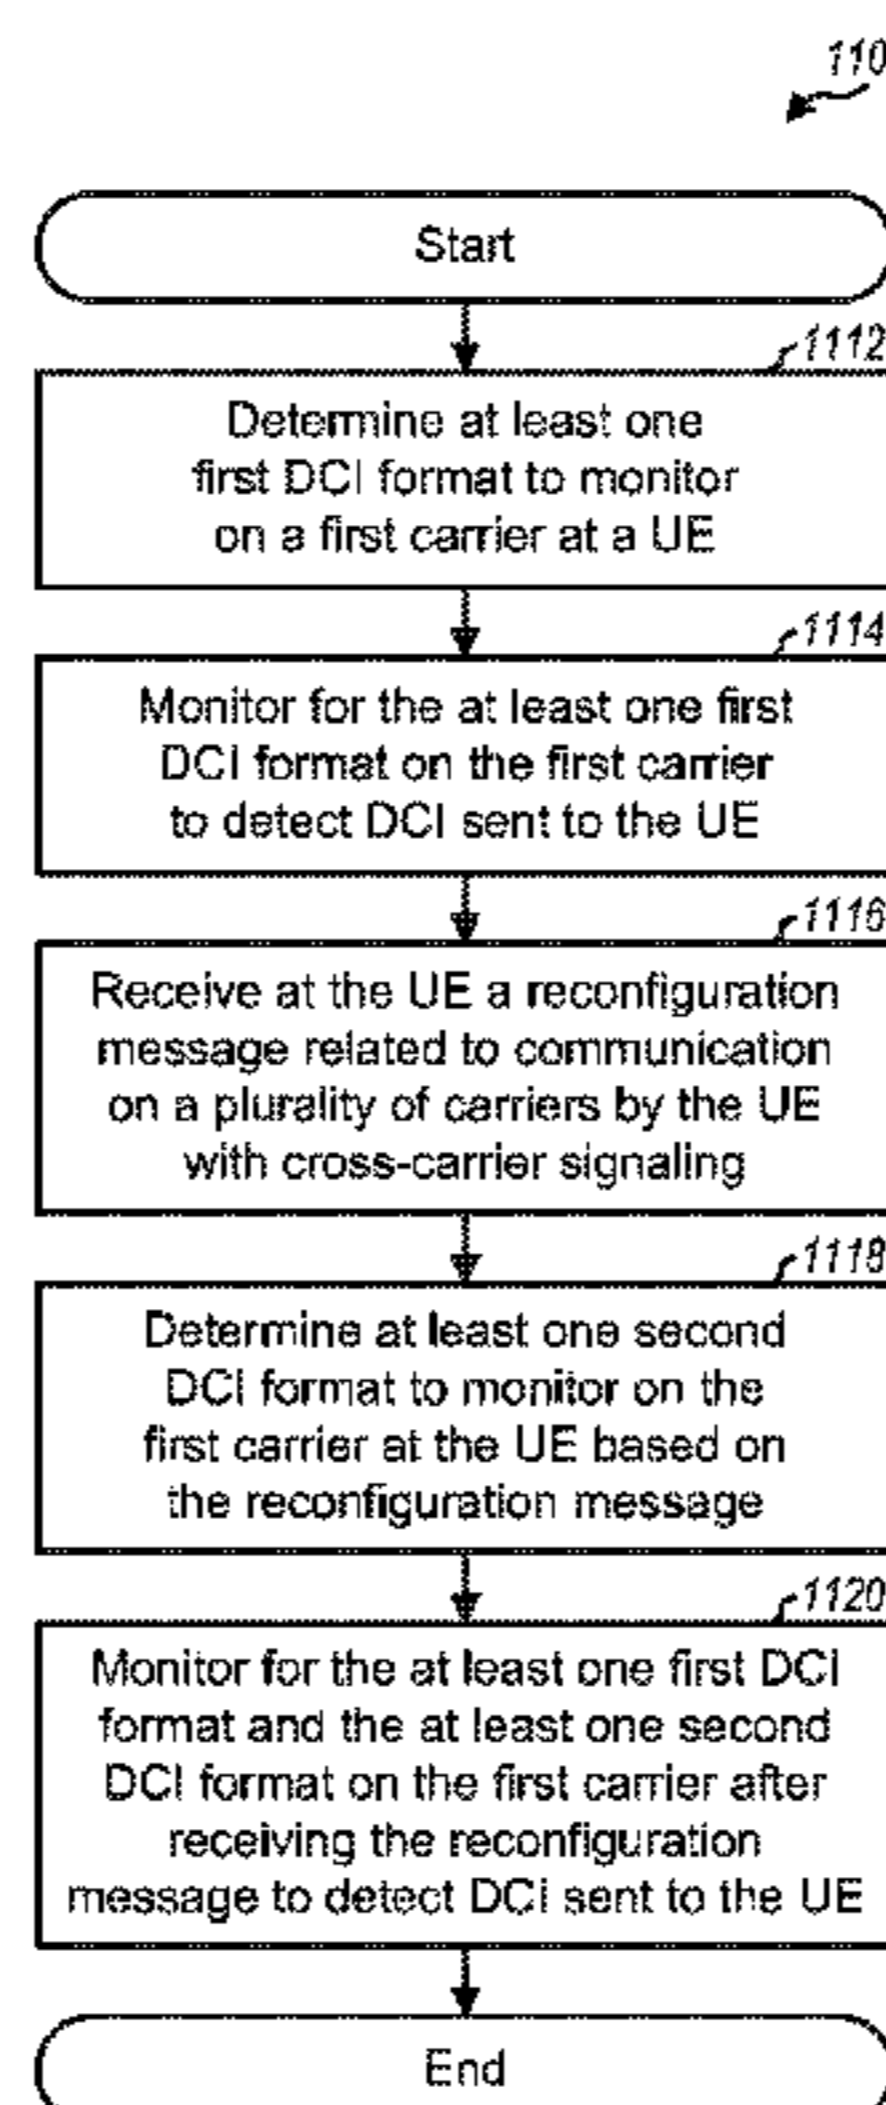 110
Start
1112
Determine at least one
first DCI format to monitor
on a first carrier at a UE
1114
Monitor for the at least one first
DCI format on the first carrier
to detect DCI sent to the UE
1116
Receive at the UE a reconfiguration
message related to communication
on a plurality of carriers by the UE
with cross-carrier signaling
1118
Determine at least one second
DCI format to monitor on the
first carrier at the UE based on
the reconfiguration message
1120
Monitor for the at least one first DCI
format and the at least one second
DCI format on the first carrier after
receiving the reconfiguration
message to detect DCI sent to the UE
End